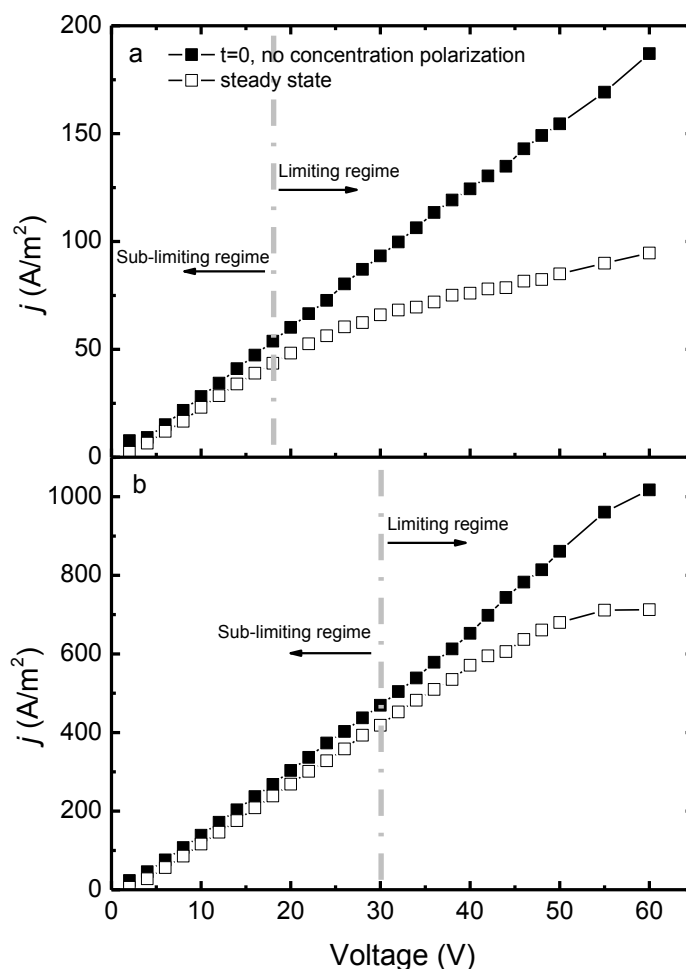 200
a
t=0, no concentration polarization
steady state
150
Limiting regime
100
Sub-limiting regime
j (A/m²)
50
0
b
1000
Limiting regime
800
Sub-limiting regime
600
j (A/m²)
400
200
0
0 10 20 30 40 50 60
Voltage (V)